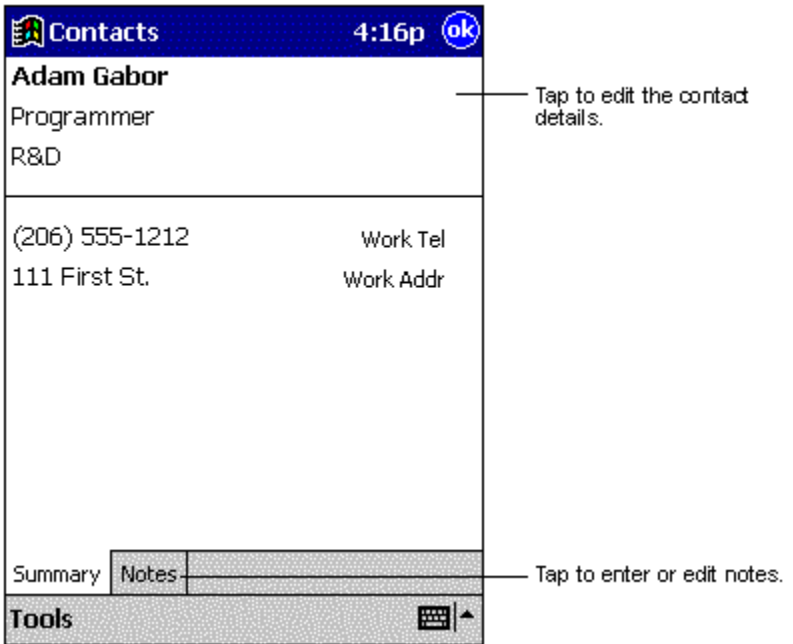 Contacts 4:16p ok
Adam Gabor
Programmer
R&D
Tap to edit the contact
details.
(206) 555-1212 Work Tel
111 First St. Work Addr
Summary Notes
Tap to enter or edit notes.
Tools